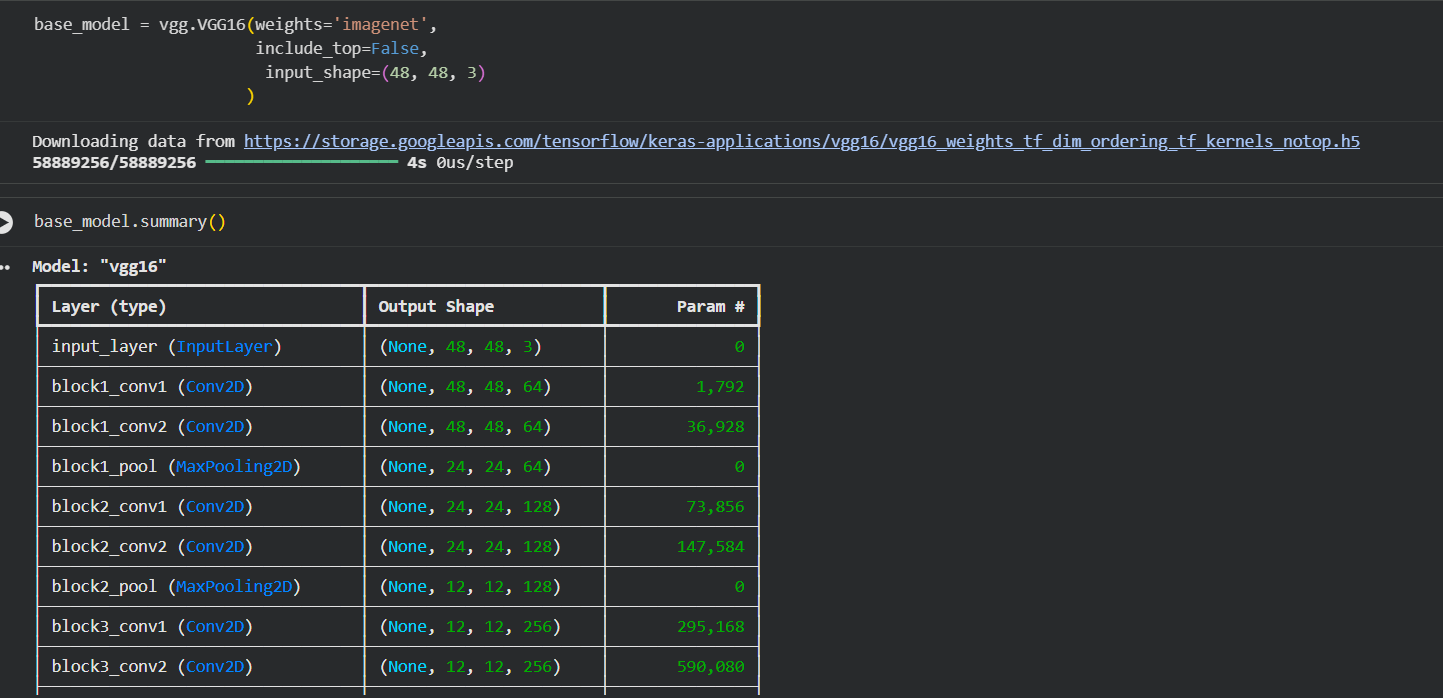 base_model = vgg.VGG16(weights='imagenet',
include_top=False,
input_shape=(48, 48, 3)
)
Downloading data from https://storage.googleapis.com/tensorflow/keras-applications/vgg16/vgg16_weights_tf_dim_ordering_tf_kernels_notop.h5
58889256/58889256 4s 0us/step
base_model.summary()
Model: "vgg16"
Layer (type) Output Shape Param #
input_layer (InputLayer) (None, 48, 48, 3) 0
block1_conv1 (Conv2D) (None, 48, 48, 64) 1,792
block1_conv2 (Conv2D) (None, 48, 48, 64) 36,928
block1_pool (MaxPooling2D) (None, 24, 24, 64) 0
block2_conv1 (Conv2D) (None, 24, 24, 128) 73,856
block2_conv2 (Conv2D) (None, 24, 24, 128) 147,584
block2_pool (MaxPooling2D) (None, 12, 12, 128) 0
block3_conv1 (Conv2D) (None, 12, 12, 256) 295,168
block3_conv2 (Conv2D) (None, 12, 12, 256) 590,080